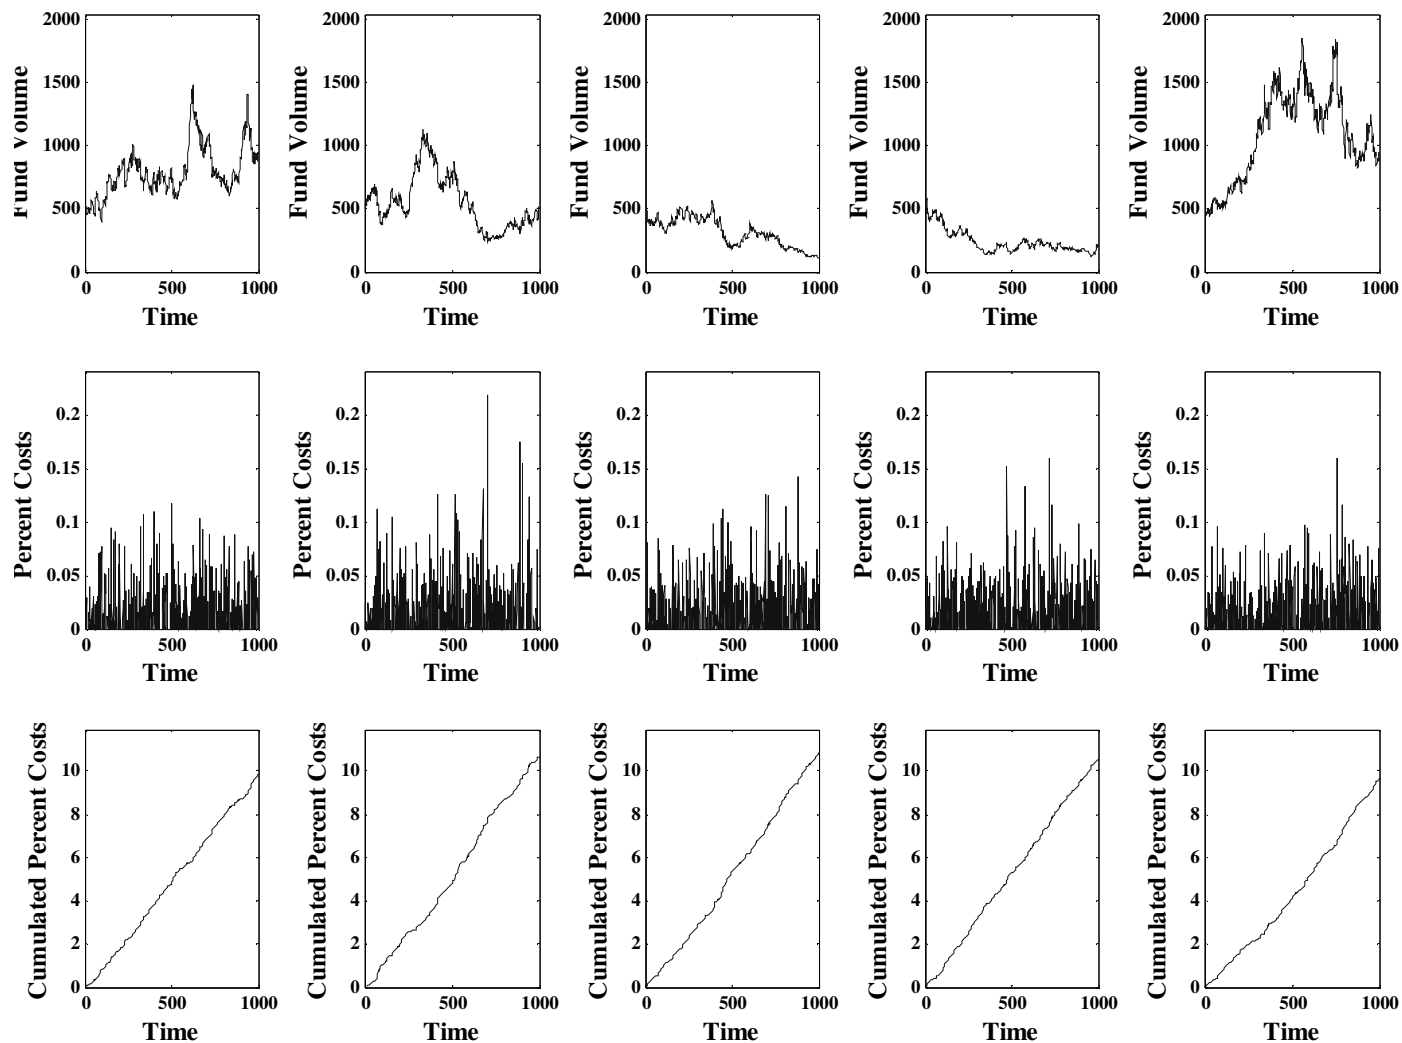 2000 2000 2000 2000 2000
1500 1500 1500 1500 1500
1000 1000 1000 1000 1000
500 500 500 500 500
0 0 0 0 0
Fund Volume Fund Volume Fund Volume Fund Volume Fund Volume
0 500 1000 0 500 1000 0 500 1000 0 500 1000 0 500 1000
Time Time Time Time Time
0.2 0.2 0.2 0.2 0.2
0.15 0.15 0.15 0.15 0.15
0.1 0.1 0.1 0.1 0.1
0.05 0.05 0.05 0.05 0.05
0 0 0 0 0
Percent Costs Percent Costs Percent Costs Percent Costs Percent Costs
0 500 1000 0 500 1000 0 500 1000 0 500 1000 0 500 1000
Time Time Time Time Time
10 10 10 10 10
8 8 8 8 8
6 6 6 6 6
4 4 4 4 4
2 2 2 2 2
0 0 0 0 0
Cumulated Percent Costs Cumulated Percent Costs Cumulated Percent Costs Cumulated Percent Costs Cumulated Percent Costs
0 500 1000 0 500 1000 0 500 1000 0 500 1000 0 500 1000
Time Time Time Time Time